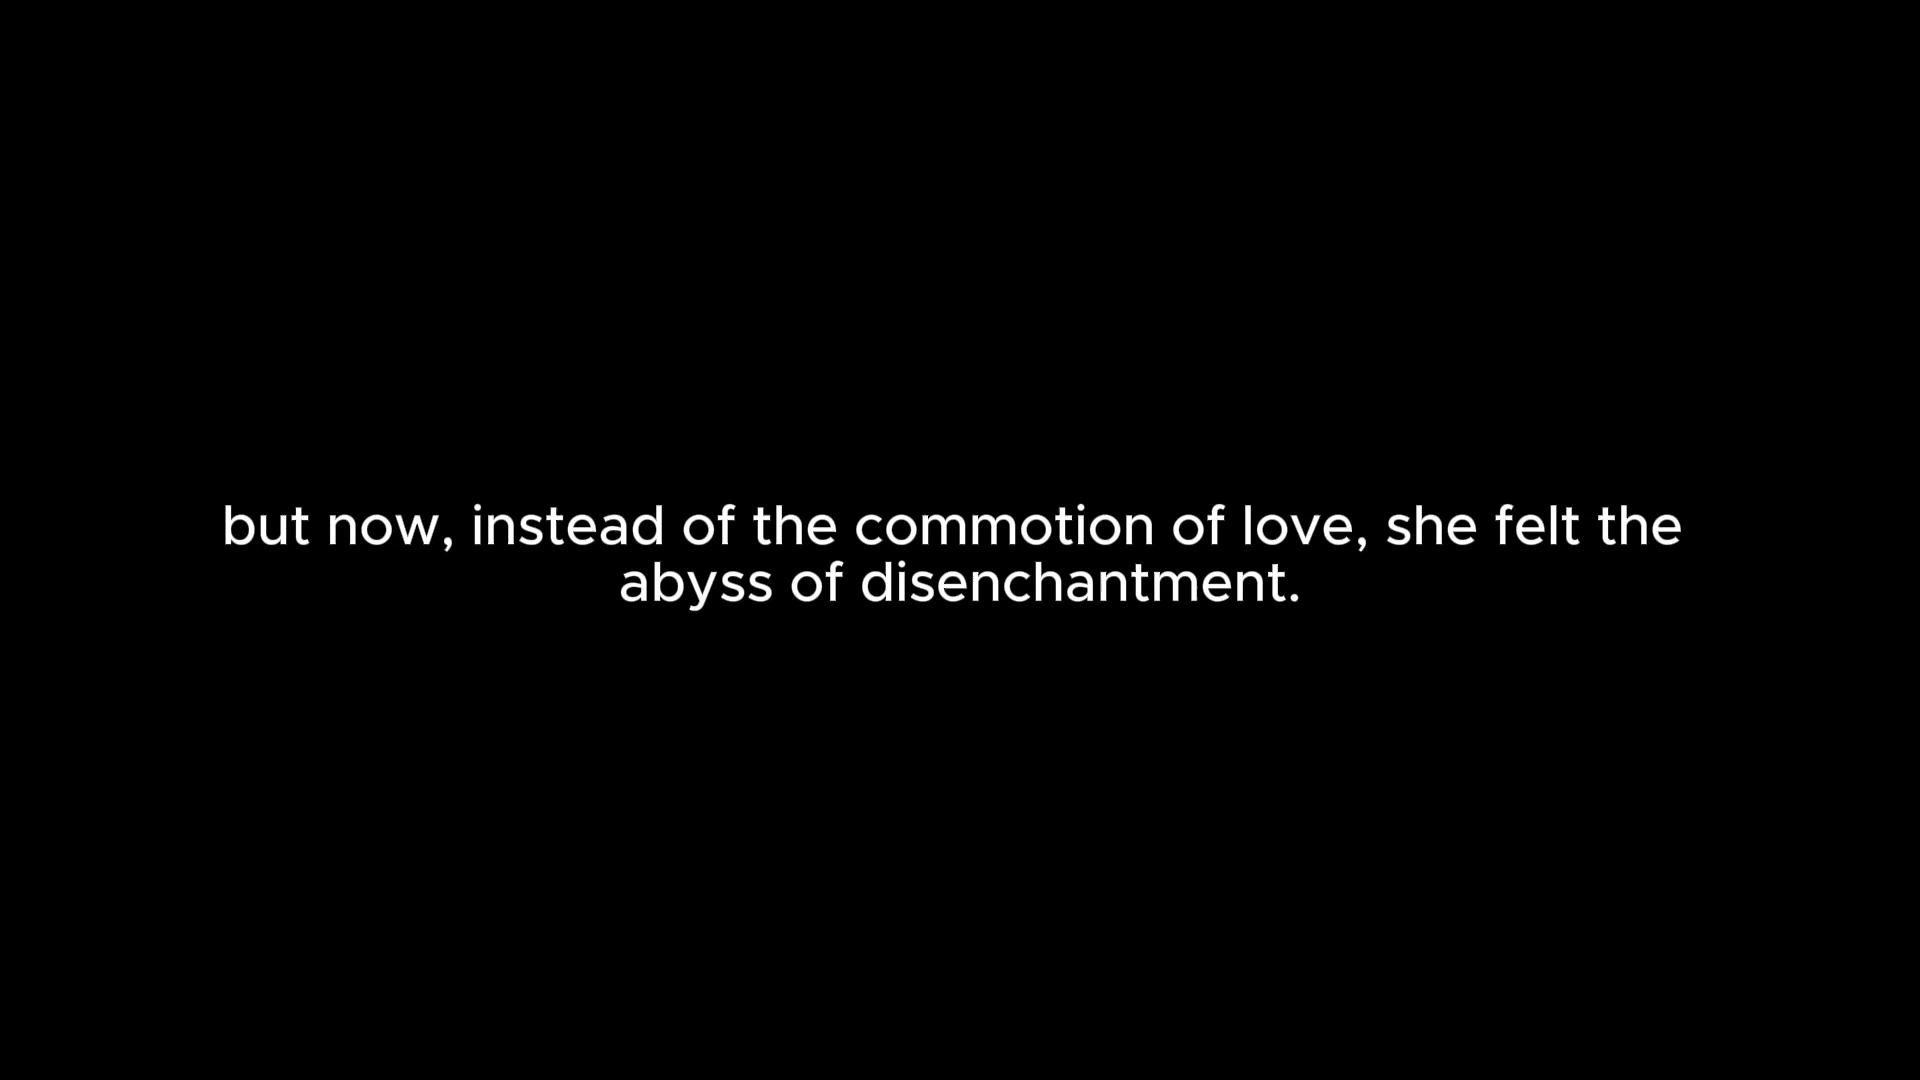 but now, instead of the commotion of love, she felt the
abyss of disenchantment.